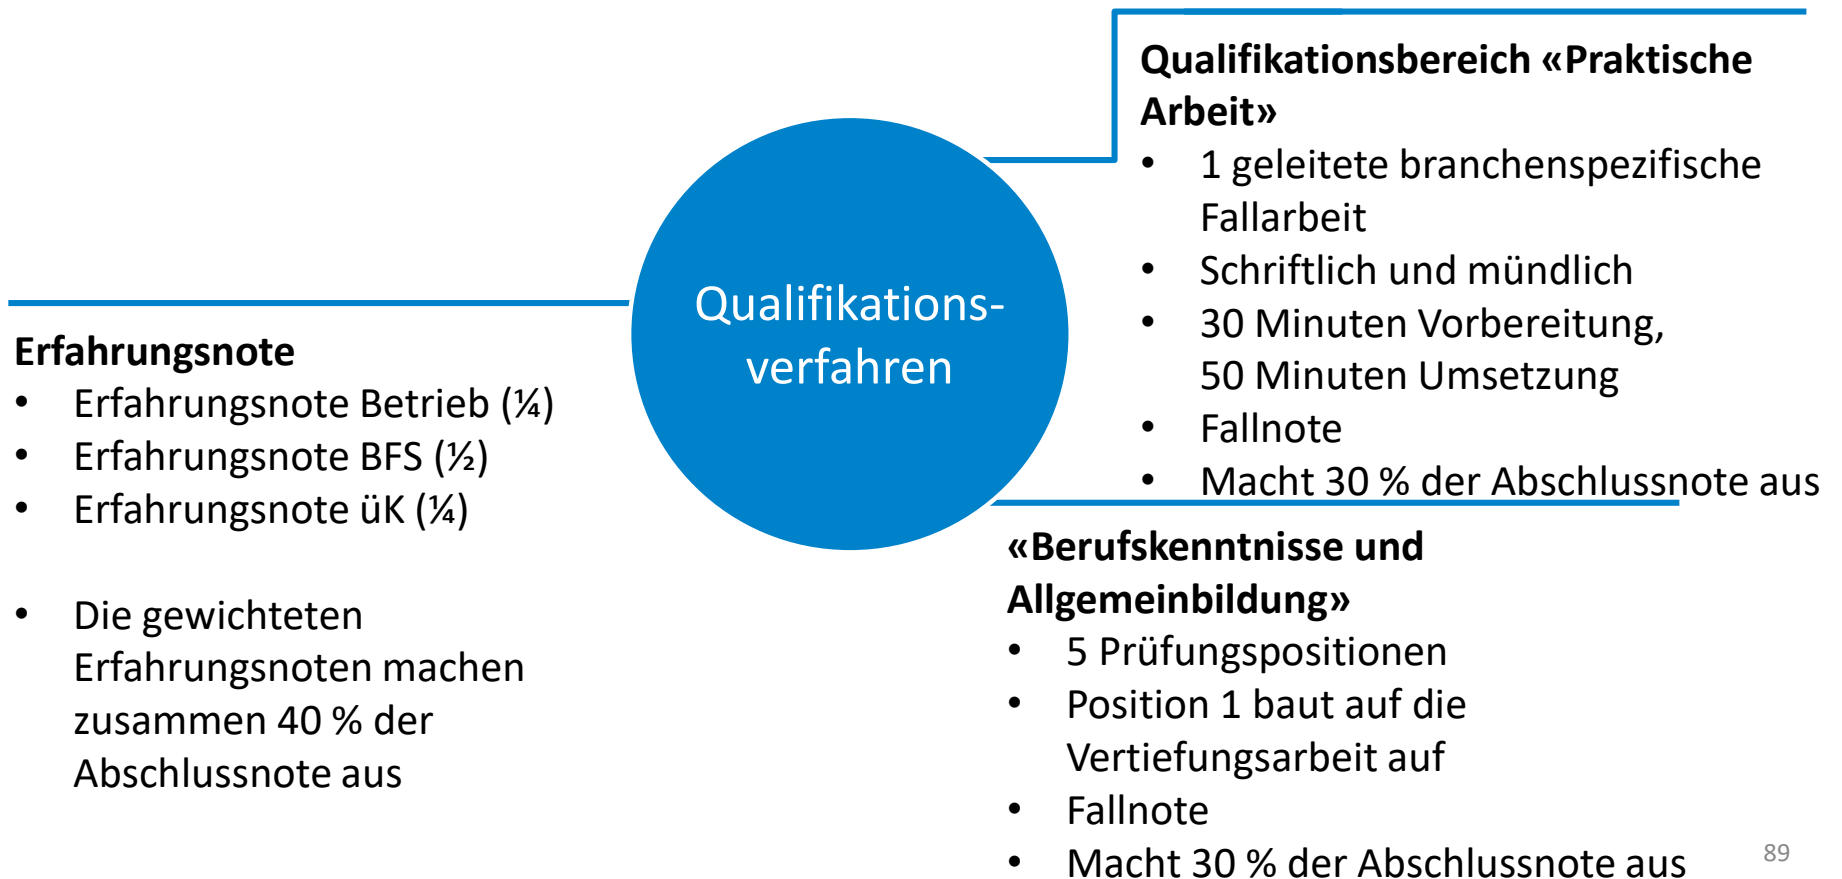 Qualifikations-
verfahren
Erfahrungsnote
• Erfahrungsnote Betrieb (¼)
• Erfahrungsnote BFS (½)
• Erfahrungsnote üK (¼)
• Die gewichteten
Erfahrungsnoten machen
zusammen 40 % der
Abschlussnote aus
Qualifikationsbereich «Praktische
Arbeit»
• 1 geleitete branchenspezifische
Fallarbeit
• Schriftlich und mündlich
• 30 Minuten Vorbereitung,
50 Minuten Umsetzung
• Fallnote
• Macht 30 % der Abschlussnote aus
«Berufskenntnisse und
Allgemeinbildung»
• 5 Prüfungspositionen
• Position 1 baut auf die
Vertiefungsarbeit auf
• Fallnote
• Macht 30 % der Abschlussnote aus
89